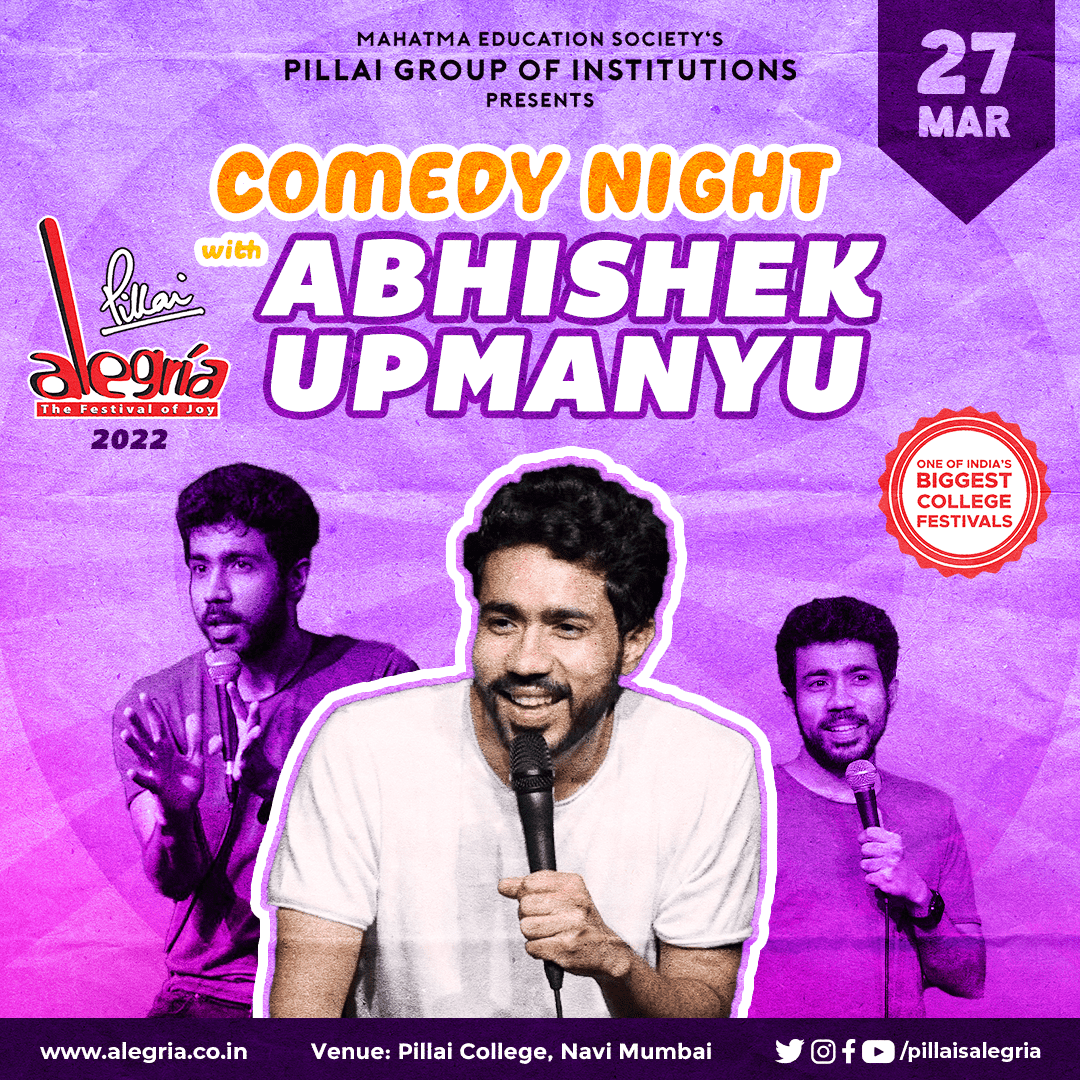 MAHATMA EDUCATION SOCIETY'S
PILLAI GROUP OF INSTITUTIONS
PRESENTS
27
MAR
COMEDY NIGHT
with ABHISHEK
UPMANYU
Pillai
alegría
The Festival of Joy
2022
ONE OF INDIA'S
BIGGEST
COLLEGE
FESTIVALS
www.alegria.co.in Venue: Pillai College, Navi Mumbai /pillaisalegria